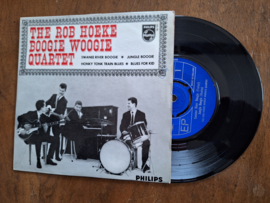 THE ROB HOEKE
BOOGIE WOOGIE
QUARTET
PHILIPS
SWANEE RIVER BOOGIE ★ JUNGLE BOOGIE
HONKY TONK TRAIN BLUES ★ BLUES FOR KID
PHILIPS
EP